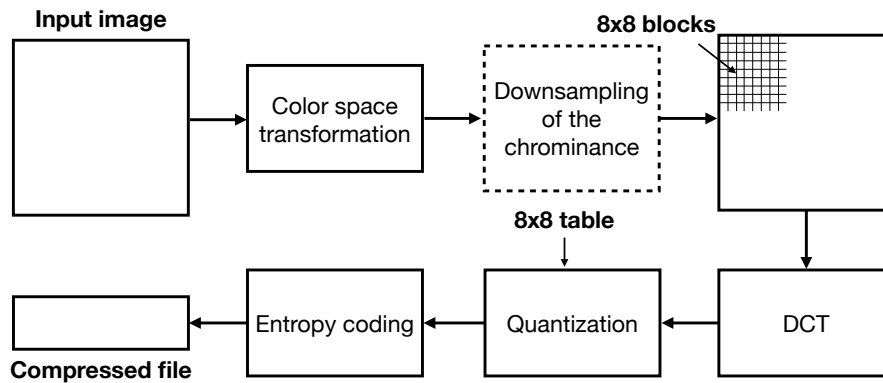 Input image
8x8 blocks
Color space
transformation
Downsampling
of the
chrominance
8x8 table
Entropy coding
Quantization
DCT
Compressed file